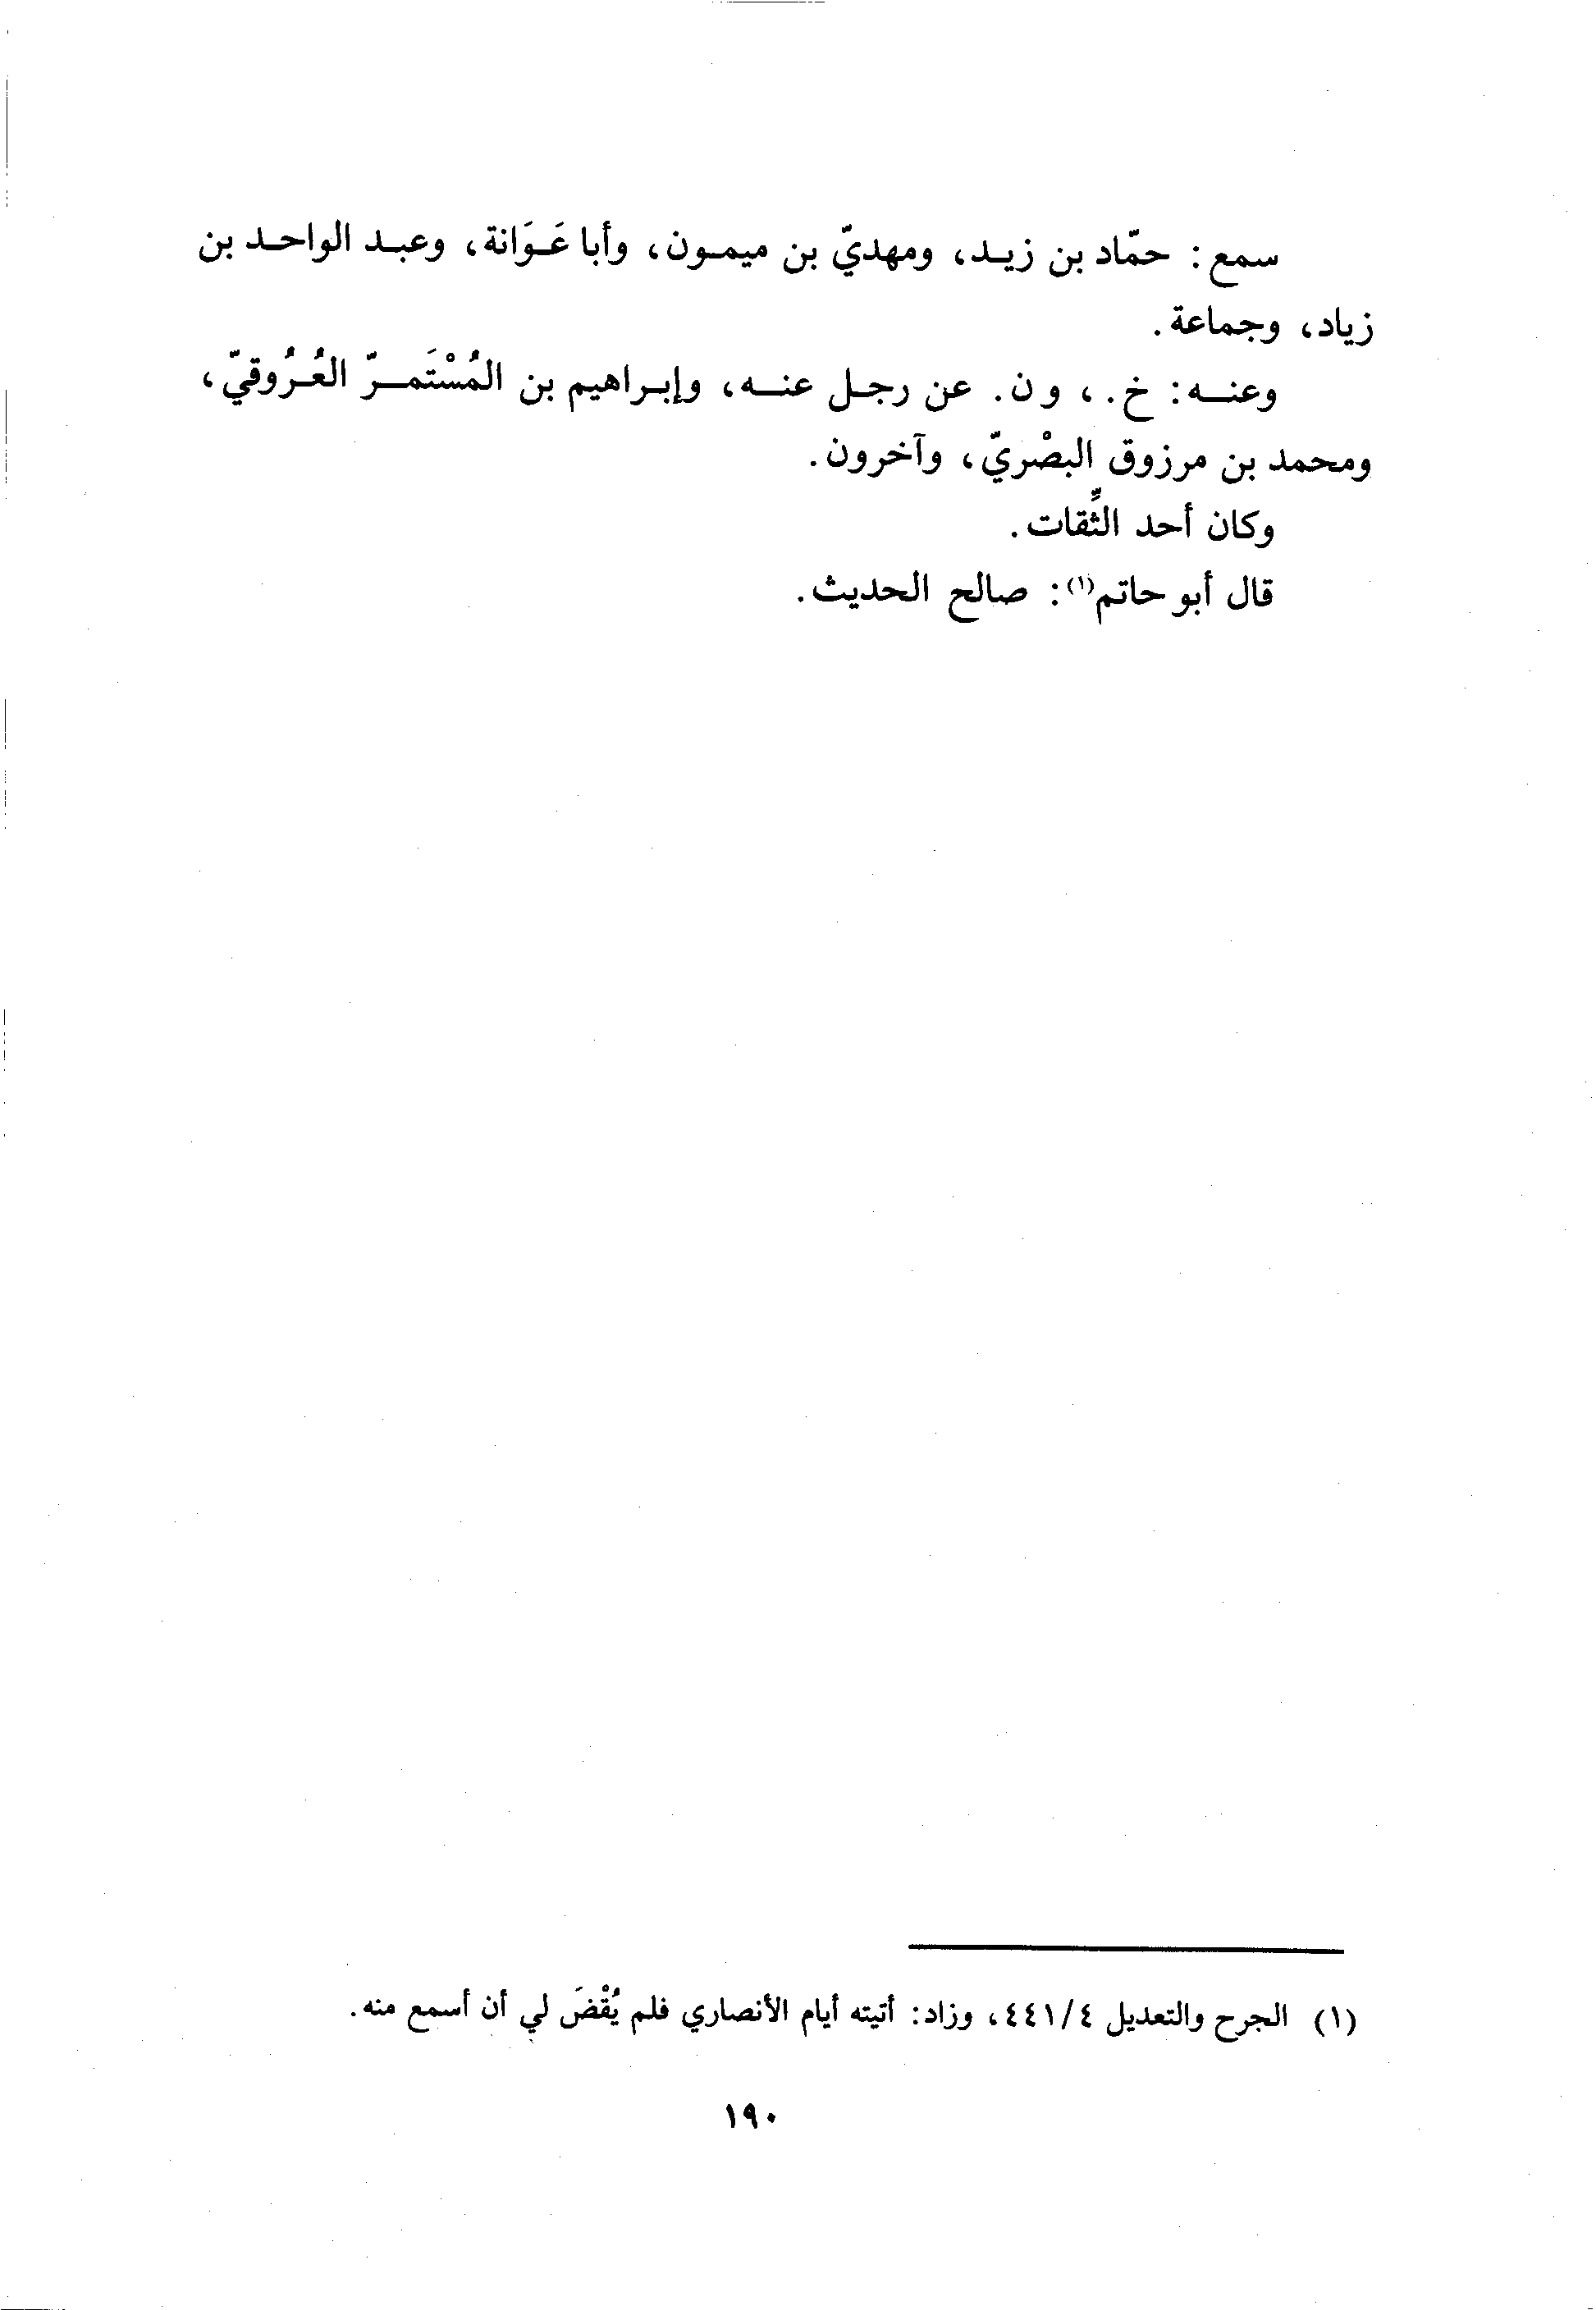 سمع: حمّاد بن زيد، ومهديّ بن ميمون، وأبا عَوَانة، وعبد الواحد بن
زياد، وجماعة.
وعنه: خ.، و ن. عن رجل عنه، وإبراهيم بن المُسْتَمرّ العُرُوقيّ،
ومحمد بن مرزوق البصْريّ، وآخرون.
وكان أحد الثِّقات.
قال أبو حاتم(١): صالح الحديث.
(١) الجرح والتعديل ٤/٤٤١، وزاد: أتيته أيام الأنصاري فلم يُقْضَ لي أن أسمع منه.
١٩٠